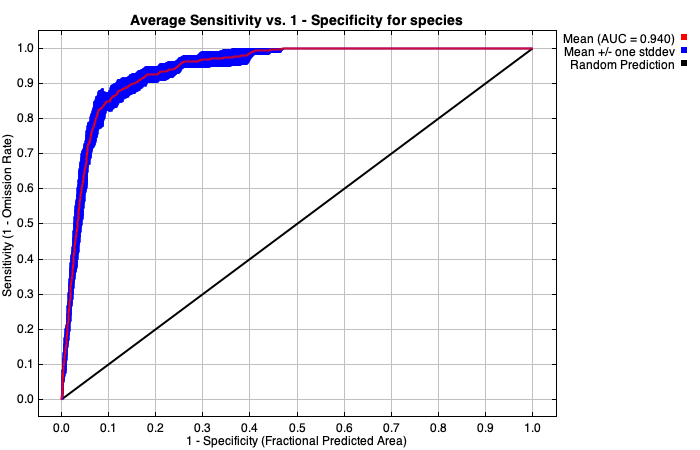 Average Sensitivity vs. 1 - Specificity for species
Mean (AUC = 0.940)
Mean +/- one stddev
Random Prediction
Sensitivity (1 - Omission Rate)
1.0
0.9
0.8
0.7
0.6
0.5
0.4
0.3
0.2
0.1
0.0
0.0 0.1 0.2 0.3 0.4 0.5 0.6 0.7 0.8 0.9 1.0
1 - Specificity (Fractional Predicted Area)